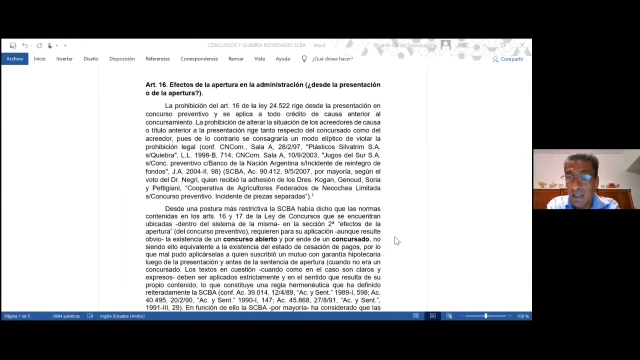 CONCURSOS Y QUIEBRA NOVEDADES SCBA - Word
Archivo Inicio Insertar Diseño Disposición Referencias Correspondencia Revisar Vista Ayuda ¿Qué desea hacer? Compartir
Art. 16. Efectos de la apertura en la administración (¿desde la presentación
o de la apertura?).
La prohibición del art. 16 de la ley 24.522 rige desde la presentación en
concurso preventivo y se aplica a todo crédito de causa anterior al
concursamiento. La prohibición de alterar la situación de los acreedores de causa
o título anterior a la presentación rige tanto respecto del concursado como del
acreedor, pues de lo contrario se consagraría un modo elíptico de violar la
prohibición legal (conf. CNCom., Sala A, 28/2/97, "Plásticos Silvatrim S.A.
s/Quiebra", L.L. 1998-B, 714; CNCom, Sala A, 10/9/2003, "Jugos del Sur S.A.
s/Conc. preventivo c/Banco de la Nación Argentina s/Incidente de reintegro de
fondos", J.A. 2004-II, 98) (SCBA, Ac. 90.412, 9/5/2007, por mayoría, según el
voto del Dr. Negri, quien recibió la adhesión de los Dres. Kogan, Genoud, Soria
y Pettigiani, "Cooperativa de Agricultores Federados de Necochea Limitada
s/Concurso preventivo. Incidente de piezas separadas").1
Desde una postura más restrictiva la SCBA había dicho que las normas
contenidas en los arts. 16 y 17 de la Ley de Concursos que se encuentran
ubicadas -dentro del sistema de la misma- en la sección 2ª "efectos de la
apertura" (del concurso preventivo), requieren para su aplicación -aunque resulte
obvio- la existencia de un concurso abierto y por ende de un concursado, no
siendo ello equivalente a la existencia del estado de cesación de pagos, por lo
que mal pudo aplicárselas a quien suscribió un mutuo con garantía hipotecaria
luego de la presentación y antes de la sentencia de apertura (cuando no era un
concursado. Los textos en cuestión -cuando como en el caso son claros y
expresos- deben ser aplicados estrictamente y en el sentido que resulta de su
propio contenido, lo que constituye una regla hermenéutica que ha definido
reiteradamente la SCBA (conf. Ac. 39.014, 12/4/89, "Ac. y Sent." 1989-I, 598; Ac.
40.495, 20/2/90, "Ac. y Sent." 1990-I, 147; Ac. 45.868, 27/8/91, "Ac. y Sent.",
1991-III, 29). En función de ello la SCBA -por mayoría- ha considerado que las
Página 1 de 5 2084 palabras Inglés (Estados Unidos) 100 %